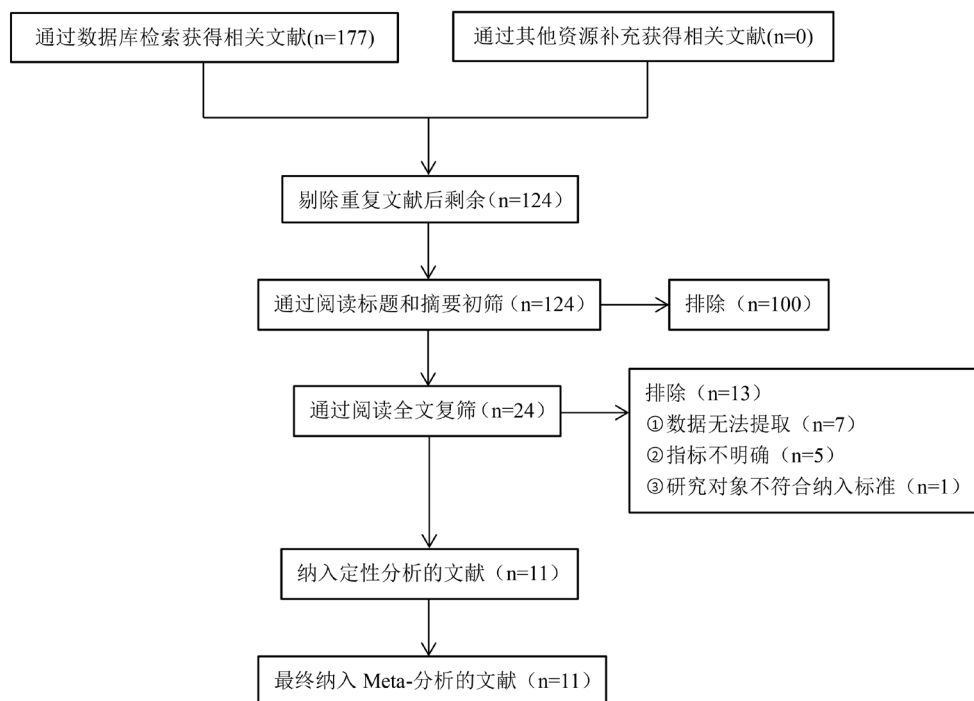 通过数据库检索获得相关文献(n=177)
通过其他资源补充获得相关文献(n=0)
剔除重复文献后剩余（n=124）
通过阅读标题和摘要初筛（n=124）
排除（n=100）
通过阅读全文复筛（n=24）
排除（n=13）
①数据无法提取（n=7）
②指标不明确（n=5）
③研究对象不符合纳入标准（n=1）
纳入定性分析的文献（n=11）
最终纳入 Meta-分析的文献（n=11）